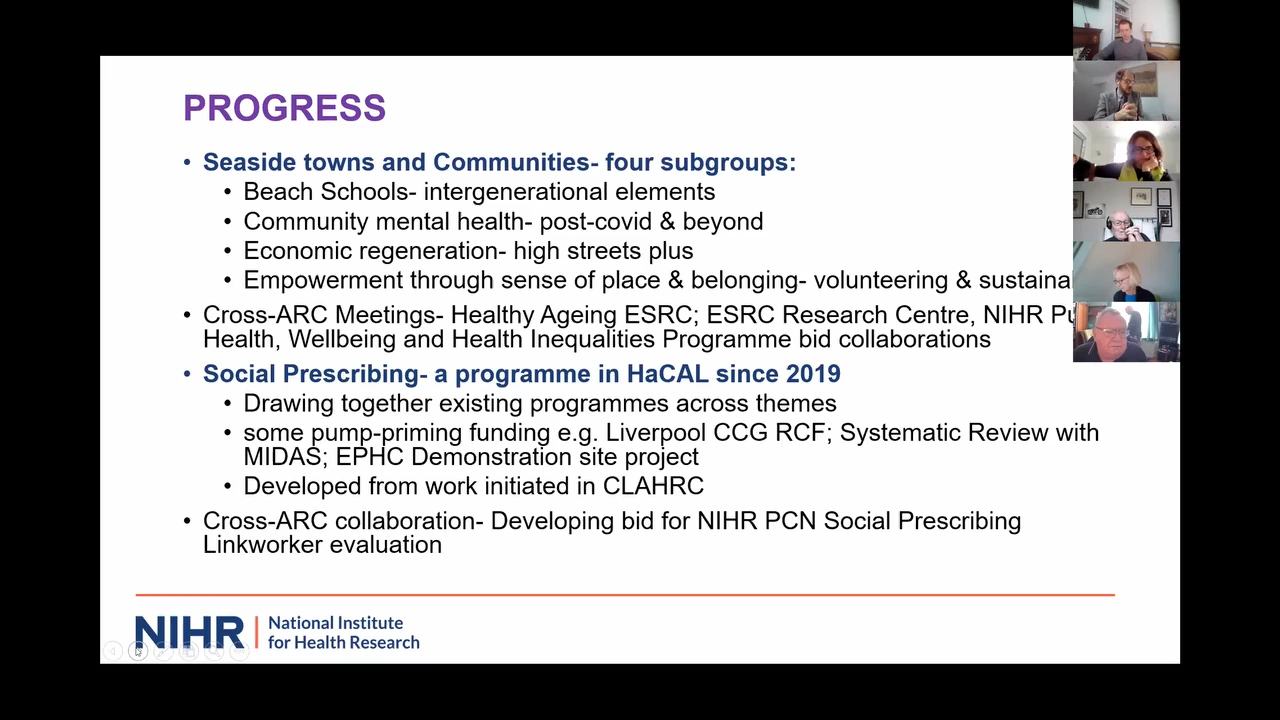 PROGRESS
• Seaside towns and Communities- four subgroups:
• Beach Schools- intergenerational elements
• Community mental health- post-covid & beyond
• Economic regeneration- high streets plus
• Empowerment through sense of place & belonging- volunteering &
• Cross-ARC Meetings- Healthy Ageing ESRC; ESRC Research Centre, NIHR
Health, Wellbeing and Health Inequalities Programme bid collaborations
• Social Prescribing- a programme in HaCAL since 2019
• Drawing together existing programmes across themes
• some pump-priming funding e.g. Liverpool CCG RCF; Systematic Review with
MIDAS; EPHC Demonstration site project
• Developed from work initiated in CLAHRC
• Cross-ARC collaboration- Developing bid for NIHR PCN Social Prescribing
Linkworker evaluation
NIHR | National Institute
for Health Research